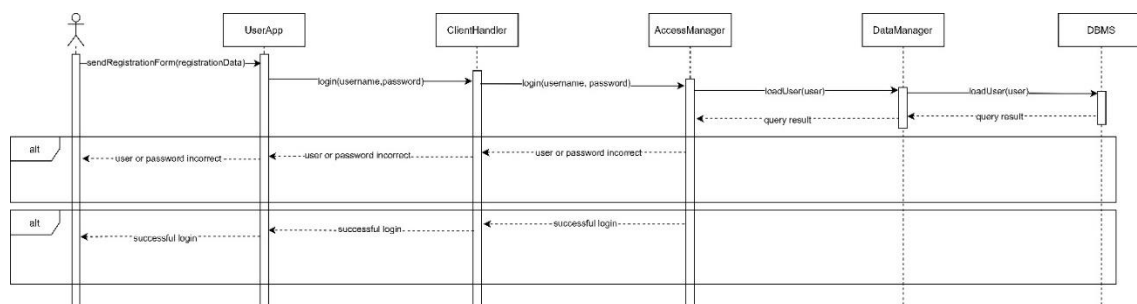 UserApp
ClientHandler
AccessManager
DataManager
DBMS
sendRegistrationForm(registrationData)
login(username,password)
login(username, password)
loadUser(user)
loadUser(user)
query result
query result
alt
user or password incorrect
user or password incorrect
user or password incorrect
alt
successful login
successful login
successful login